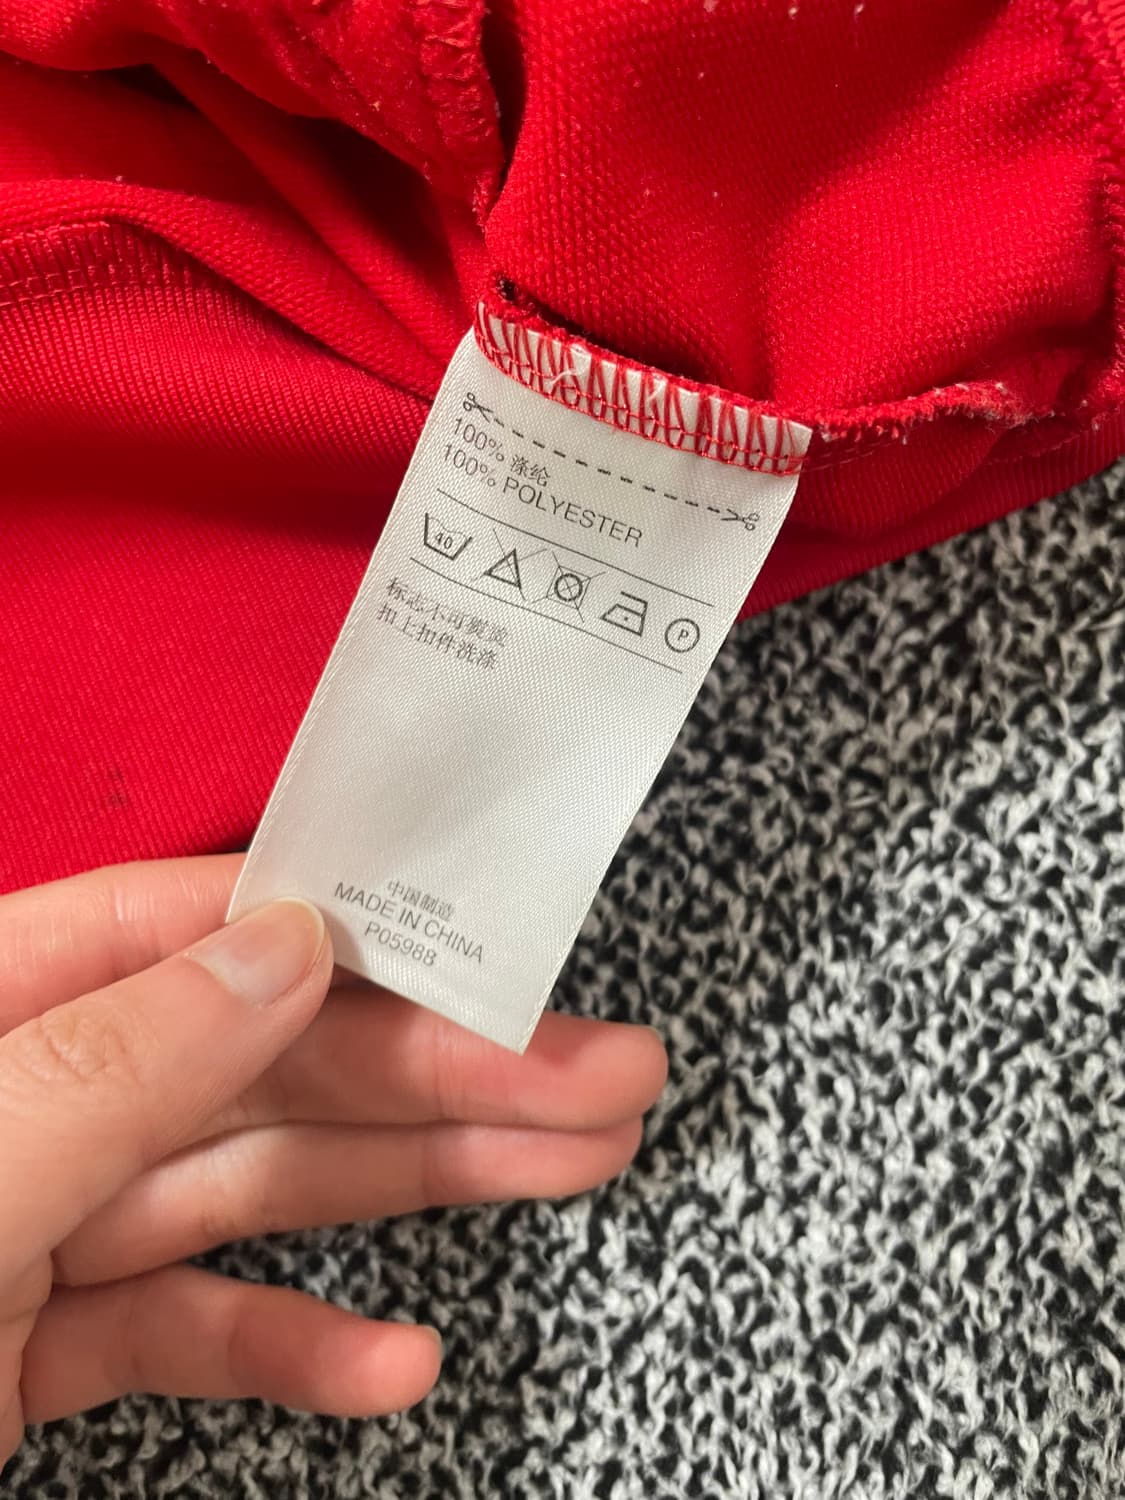 100% 涤纶
100% POLYESTER
40
P
标志不可熨烫
扣上扣件洗涤
中国制造
MADE IN CHINA
P05988